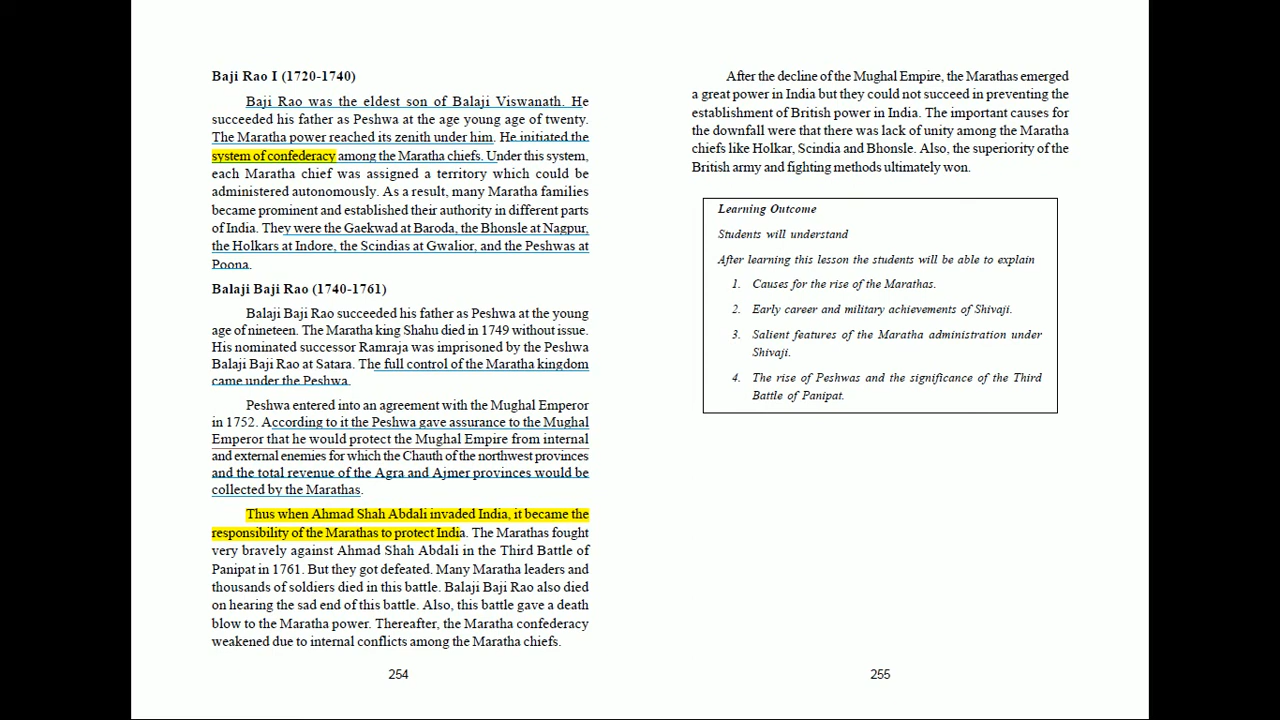 Baji Rao I (1720-1740)
Baji Rao was the eldest son of Balaji Viswanath. He
succeeded his father as Peshwa at the age young age of twenty.
The Maratha power reached its zenith under him. He initiated the
system of confederacy among the Maratha chiefs. Under this system,
each Maratha chief was assigned a territory which could be
administered autonomously. As a result, many Maratha families
became prominent and established their authority in different parts
of India. They were the Gaekwad at Baroda, the Bhonsle at Nagpur,
the Holkars at Indore, the Scindias at Gwalior, and the Peshwas at
Poona.
Balaji Baji Rao (1740-1761)
Balaji Baji Rao succeeded his father as Peshwa at the young
age of nineteen. The Maratha king Shahu died in 1749 without issue.
His nominated successor Ramraja was imprisoned by the Peshwa
Balaji Baji Rao at Satara. The full control of the Maratha kingdom
came under the Peshwa.
Peshwa entered into an agreement with the Mughal Emperor
in 1752. According to it the Peshwa gave assurance to the Mughal
Emperor that he would protect the Mughal Empire from internal
and external enemies for which the Chauth of the northwest provinces
and the total revenue of the Agra and Ajmer provinces would be
collected by the Marathas.
Thus when Ahmad Shah Abdali invaded India, it became the
responsibility of the Marathas to protect India. The Marathas fought
very bravely against Ahmad Shah Abdali in the Third Battle of
Panipat in 1761. But they got defeated. Many Maratha leaders and
thousands of soldiers died in this battle. Balaji Baji Rao also died
on hearing the sad end of this battle. Also, this battle gave a death
blow to the Maratha power. Thereafter, the Maratha confederacy
weakened due to internal conflicts among the Maratha chiefs.
254
After the decline of the Mughal Empire, the Marathas emerged
a great power in India but they could not succeed in preventing the
establishment of British power in India. The important causes for
the downfall were that there was lack of unity among the Maratha
chiefs like Holkar, Scindia and Bhonsle. Also, the superiority of the
British army and fighting methods ultimately won.
Learning Outcome
Students will understand
After learning this lesson the students will be able to explain
1. Causes for the rise of the Marathas.
2. Early career and military achievements of Shivaji.
3. Salient features of the Maratha administration under
Shivaji.
4. The rise of Peshwas and the significance of the Third
Battle of Panipat.
255